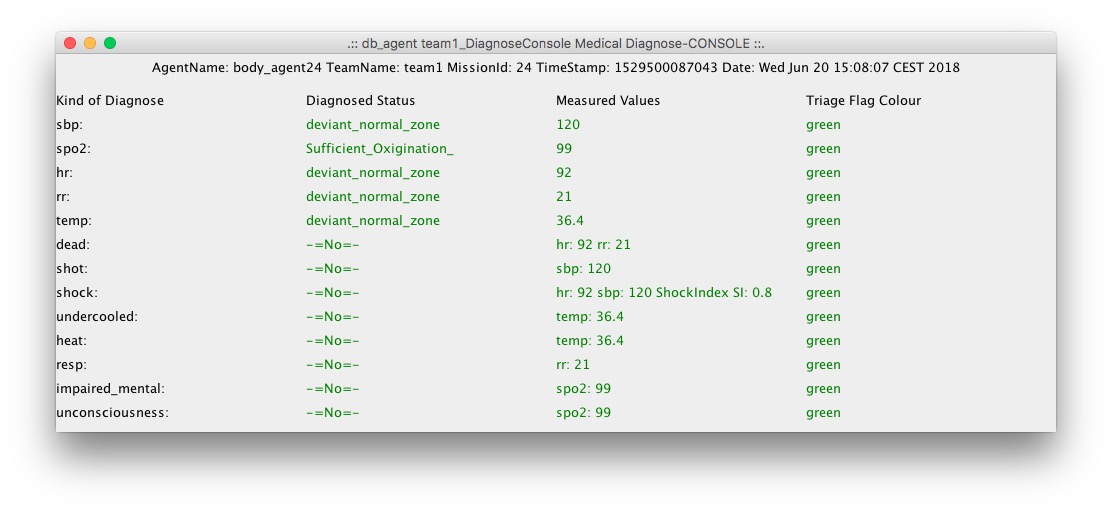 .:: db_agent team1_DiagnoseConsole Medical Diagnose-CONSOLE ::.
AgentName: body_agent24 TeamName: team1 MissionId: 24 TimeStamp: 1529500087043 Date: Wed Jun 20 15:08:07 CEST 2018
Kind of Diagnose Diagnosed Status Measured Values Triage Flag Colour
sbp: deviant_normal_zone 120 green
spo2: Sufficient_Oxigination_ 99 green
hr: deviant_normal_zone 92 green
rr: deviant_normal_zone 21 green
temp: deviant_normal_zone 36.4 green
dead: -=No=- hr: 92 rr: 21 green
shot: -=No=- sbp: 120 green
shock: -=No=- hr: 92 sbp: 120 ShockIndex SI: 0.8 green
undercooled: -=No=- temp: 36.4 green
heat: -=No=- temp: 36.4 green
resp: -=No=- rr: 21 green
impaired_mental: -=No=- spo2: 99 green
unconsciousness: -=No=- spo2: 99 green